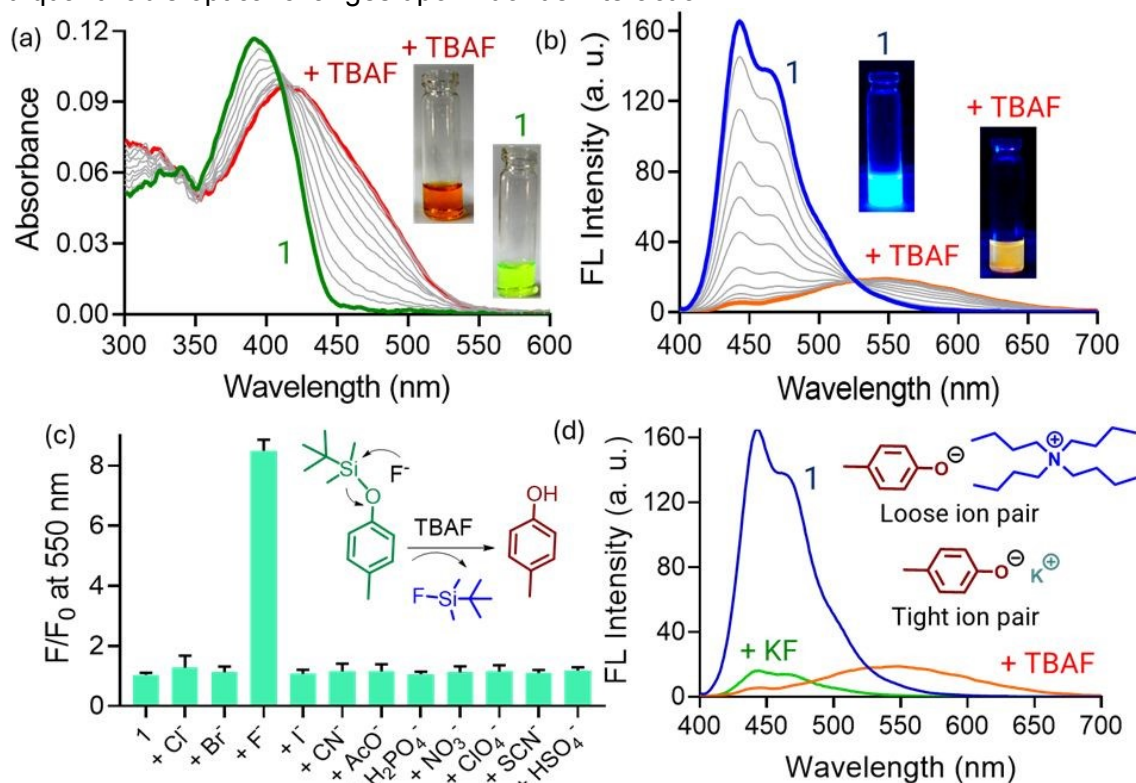 (a)
0.12
0.09
0.06
0.03
0.00
Absorbance
300 350 400 450 500 550 600
Wavelength (nm)
1
+ TBAF
+ TBAF
1
(b)
160
120
80
40
0
FL Intensity (a. u.)
400 450 500 550 600 650 700
Wavelength (nm)
1
1
+ TBAF
+ TBAF
(c)
8
6
4
2
0
F/F₀ at 550 nm
1
+ Cl⁻
+ Br⁻
+ F⁻
+ I⁻
+ CN⁻
+ AcO⁻
H₂PO₄⁻
+ NO₃⁻
+ ClO₄⁻
+ SCN⁻
+ HSO₄⁻
Si
F⁻
O
TBAF
OH
F
Si
(d)
160
120
80
40
0
FL Intensity (a. u.)
400 450 500 550 600 650 700
Wavelength (nm)
1
O ⊖
⊕
N
Loose ion pair
O ⊖ K⊕
Tight ion pair
+ KF
+ TBAF